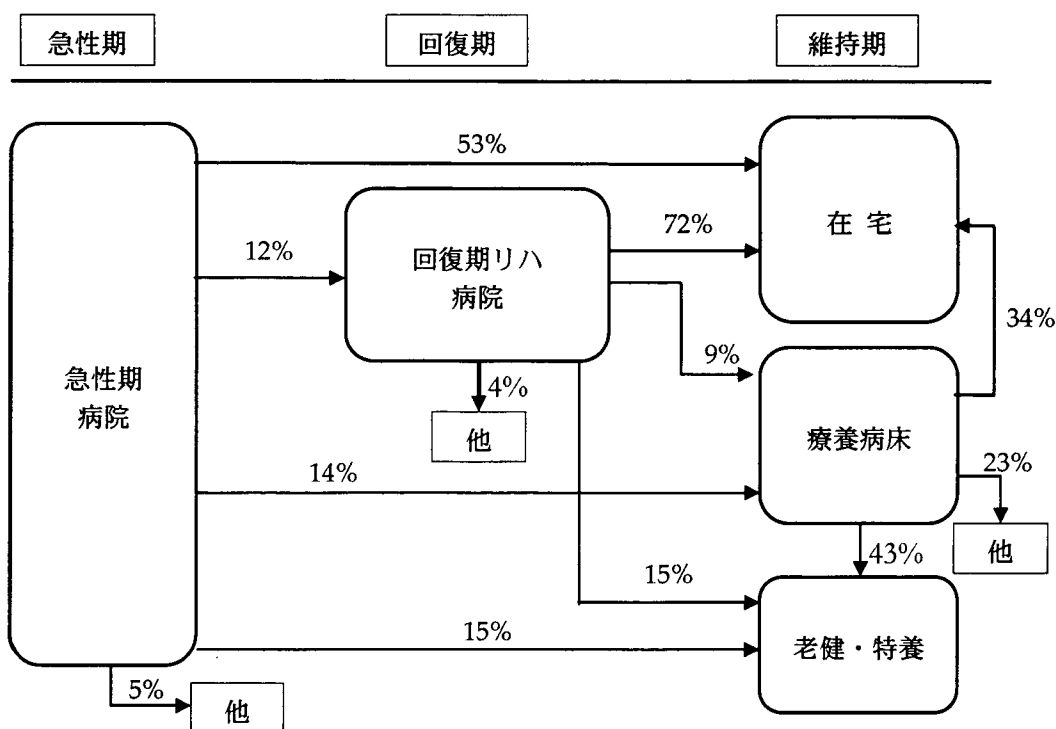 急性期
回復期
維持期
53%
在 宅
72%
12%
回復期リハ
病院
34%
9%
急性期
病院
4%
他
療養病床
14%
23%
他
43%
15%
15%
老健・特養
5%
他